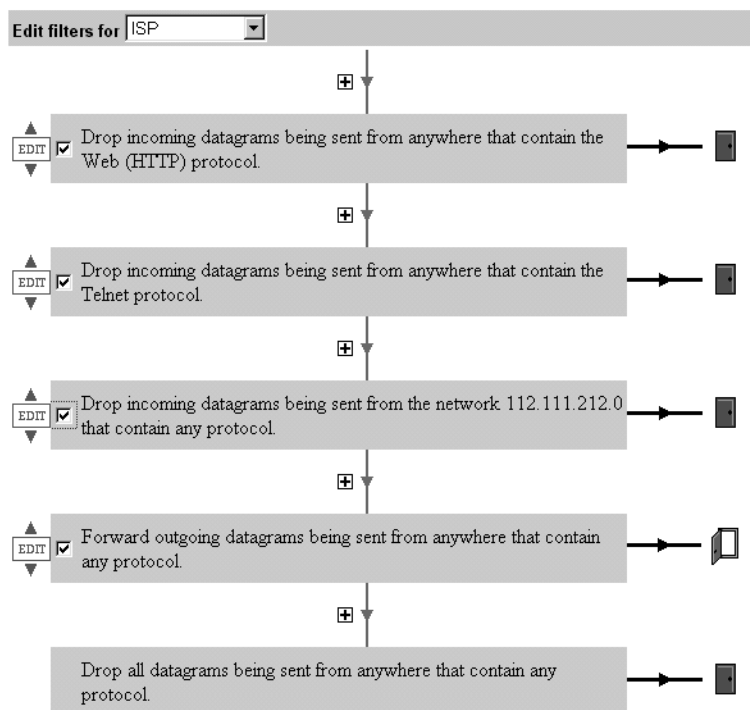 Edit filters for ISP
Drop incoming datagrams being sent from anywhere that contain the
EDIT
Web (HTTP) protocol.
Drop incoming datagrams being sent from anywhere that contain the
EDIT
Telnet protocol.
Drop incoming datagrams being sent from the network 112.111.212.0
EDIT
that contain any protocol.
Forward outgoing datagrams being sent from anywhere that contain
EDIT
any protocol.
Drop all datagrams being sent from anywhere that contain any
protocol.